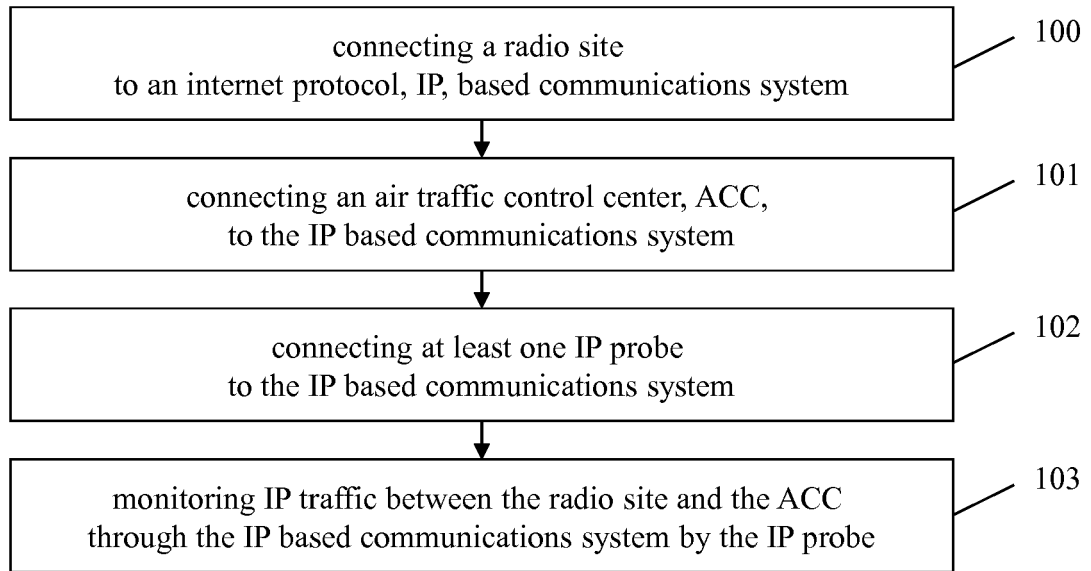 connecting a radio site
to an internet protocol, IP, based communications system
100
connecting an air traffic control center, ACC,
to the IP based communications system
101
connecting at least one IP probe
to the IP based communications system
102
monitoring IP traffic between the radio site and the ACC
through the IP based communications system by the IP probe
103